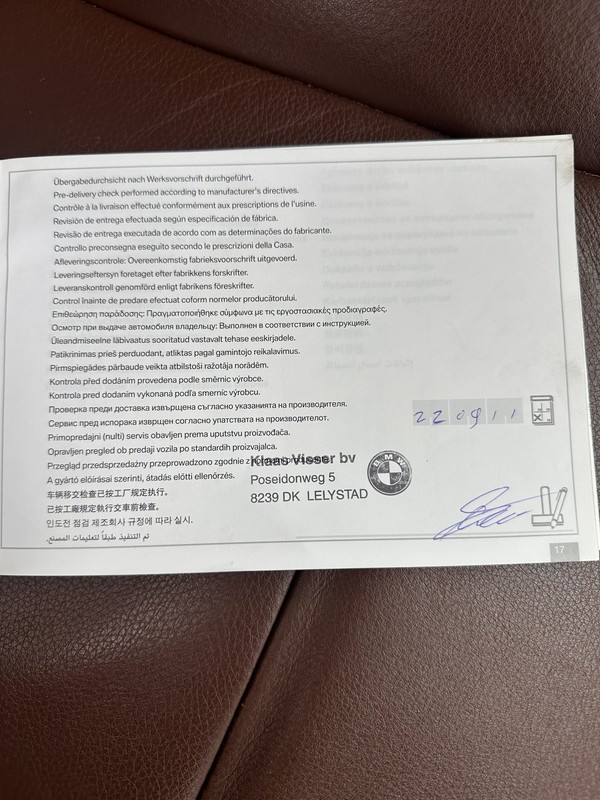 Übergabedurchsicht nach Werksvorschrift durchgeführt.
Pre-delivery check performed according to manufacturer's directives.
Contrôle à la livraison effectué conformément aux prescriptions de l'usine.
Revisión de entrega efectuada según especificación de fábrica.
Revisão de entrega executada de acordo com as determinações do fabricante.
Controllo preconsegna eseguito secondo le prescrizioni della Casa.
Afleveringscontrole: Overeenkomstig fabrieksvoorschrift uitgevoerd.
Leveringseftersyn foretaget efter fabrikkens forskrifter.
Leveranskontroll genomförd enligt fabrikens föreskrifter.
Control înainte de predare efectuat coform normelor producătorului.
Επιθεώρηση παράδοσης: Πραγματοποιήθηκε σύμφωνα με τις εργοστασιακές προδιαγραφές.
Осмотр при выдаче автомобиля владельцу: Выполнен в соответствии с инструкцией.
Üleandmiseelne läbivaatus sooritatud vastavalt tehase eeskirjadele.
Patikrinimas prieš perduodant, atliktas pagal gamintojo reikalavimus.
Pirmspiegādes pārbaude veikta atbilstoši ražotāja norādēm.
Kontrola před dodáním provedena podle směrnic výrobce.
Kontrola pred dodaním vykonaná podľa smerníc výrobcu.
Проверка преди доставка извършена съгласно указанията на производителя.
Сервис пред испорака извршен согласно упатствата на производителот.
Primopredajni (nulti) servis obavljen prema uputstvu proizvođača.
Opravljen pregled ob predaji vozila po standardih proizvajalca.
Przegląd przedsprzedażny przeprowadzono zgodnie z
A gyártó előírásai szerinti, átadás előtti ellenőrzés.
车辆移交检查已按工厂规定执行。
已按工廠規定執行交車前檢查。
인도전 점검 제조회사 규정에 따라 실시.
تم التنفيذ طبقاً لتعليمات المصنع.
220911
Klaas Visser bv
Poseidonweg 5
8239 DK LELYSTAD
BMW
17